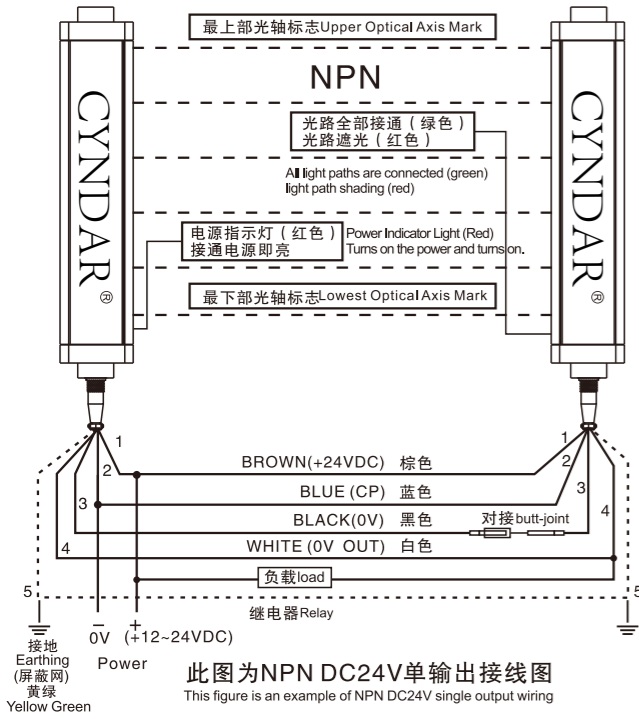 最上部光轴标志Upper Optical Axis Mark
NPN
CYNDAR®
CYNDAR®
光路全部接通（绿色）
光路遮光（红色）
All light paths are connected (green)
light path shading (red)
电源指示灯（红色）
接通电源即亮
Power Indicator Light (Red)
Turns on the power and turns on.
最下部光轴标志Lowest Optical Axis Mark
1
1
2
BROWN(+24VDC) 棕色
2
BLUE (CP) 蓝色
3
3
BLACK(0V) 黑色
对接butt-joint
4
4
WHITE (0V OUT) 白色
负载load
5
5
继电器Relay
− +
0V (+12~24VDC)
Power
接地
Earthing
(屏蔽网)
黄绿
Yellow Green
此图为NPN DC24V单输出接线图
This figure is an example of NPN DC24V single output wiring